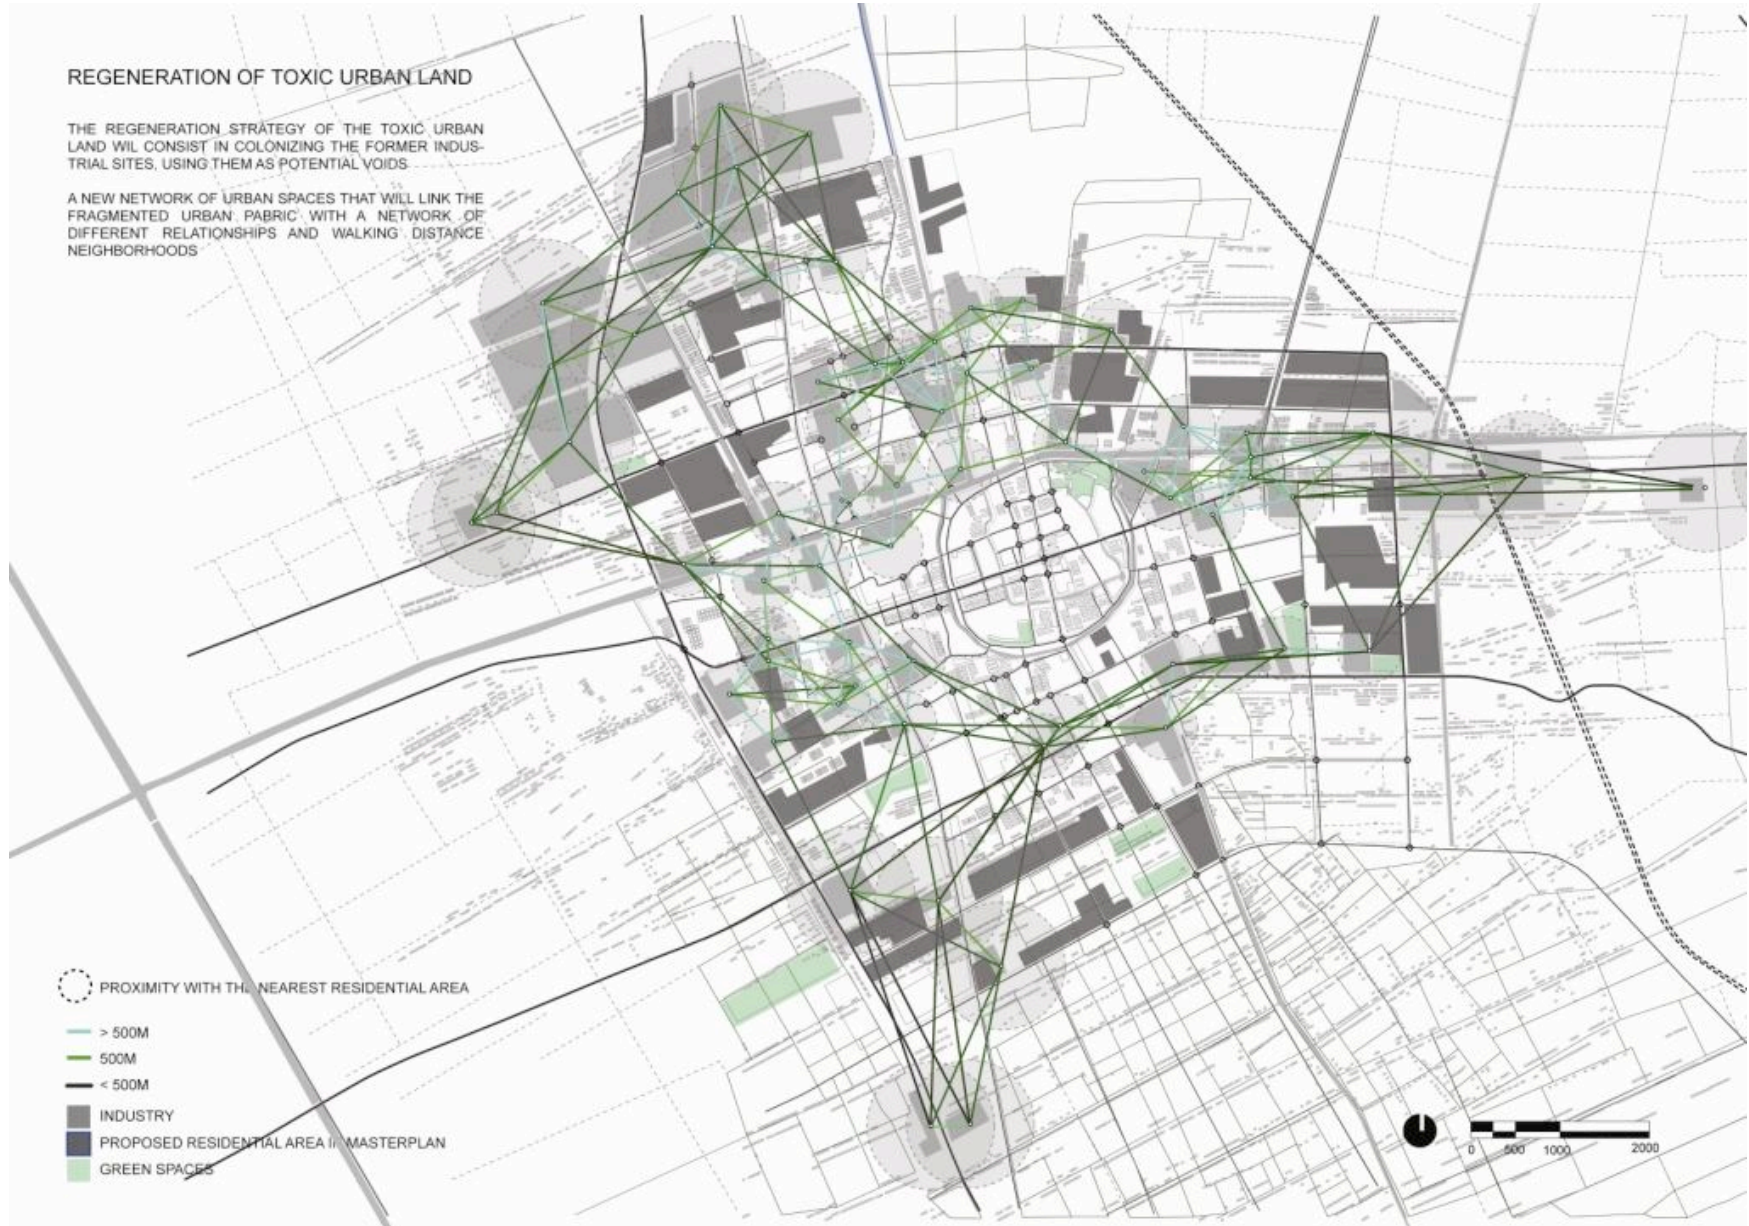 REGENERATION OF TOXIC URBAN LAND
THE REGENERATION STRATEGY OF THE TOXIC URBAN
LAND WIL CONSIST IN COLONIZING THE FORMER INDUS-
TRIAL SITES, USING THEM AS POTENTIAL VOIDS
A NEW NETWORK OF URBAN SPACES THAT WILL LINK THE
FRAGMENTED URBAN PABRIC WITH A NETWORK OF
DIFFERENT RELATIONSHIPS AND WALKING DISTANCE
NEIGHBORHOODS
PROXIMITY WITH THE NEAREST RESIDENTIAL AREA
> 500M
500M
< 500M
INDUSTRY
PROPOSED RESIDENTIAL AREA IN MASTERPLAN
GREEN SPACES
0 500 1000 2000